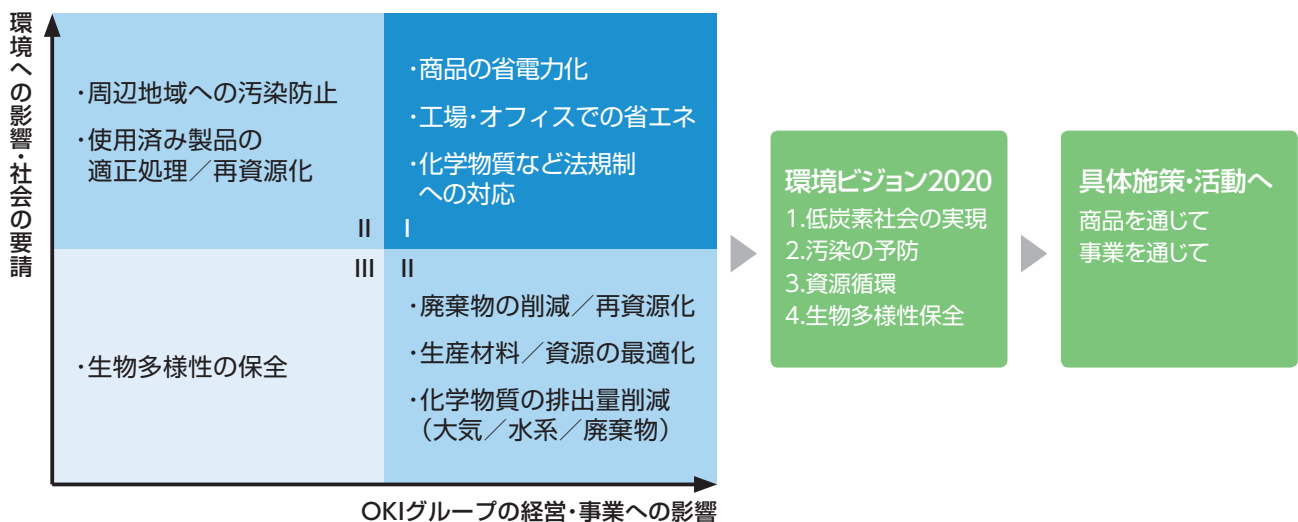 環境への影響・社会の要請
・周辺地域への汚染防止
・使用済み製品の
適正処理／再資源化
II
・商品の省電力化
・工場・オフィスでの省エネ
・化学物質など法規制
への対応
I
III
・生物多様性の保全
II
・廃棄物の削減／再資源化
・生産材料／資源の最適化
・化学物質の排出量削減
（大気／水系／廃棄物）
OKIグループの経営・事業への影響
環境ビジョン2020
1.低炭素社会の実現
2.汚染の予防
3.資源循環
4.生物多様性保全
具体施策・活動へ
商品を通じて
事業を通じて